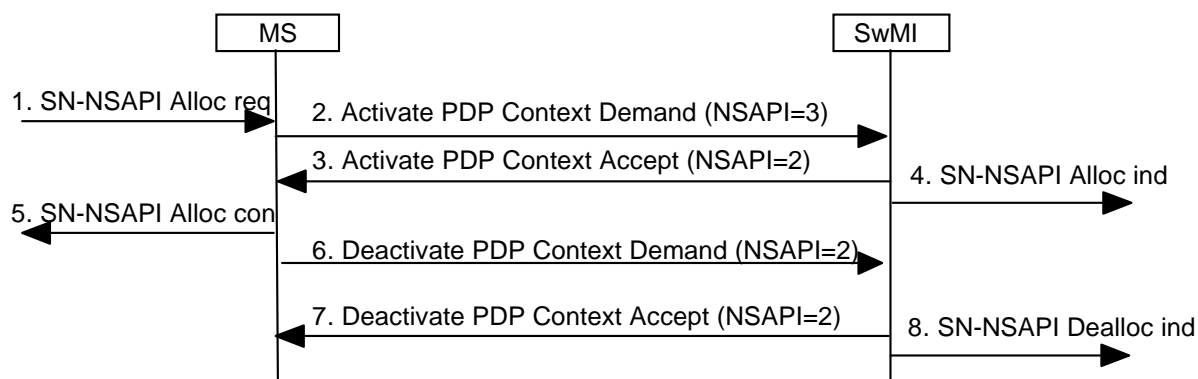 MS
SwMI
1. SN-NSAPI Alloc req
2. Activate PDP Context Demand (NSAPI=3)
3. Activate PDP Context Accept (NSAPI=2)
4. SN-NSAPI Alloc ind
5. SN-NSAPI Alloc con
6. Deactivate PDP Context Demand (NSAPI=2)
7. Deactivate PDP Context Accept (NSAPI=2)
8. SN-NSAPI Dealloc ind